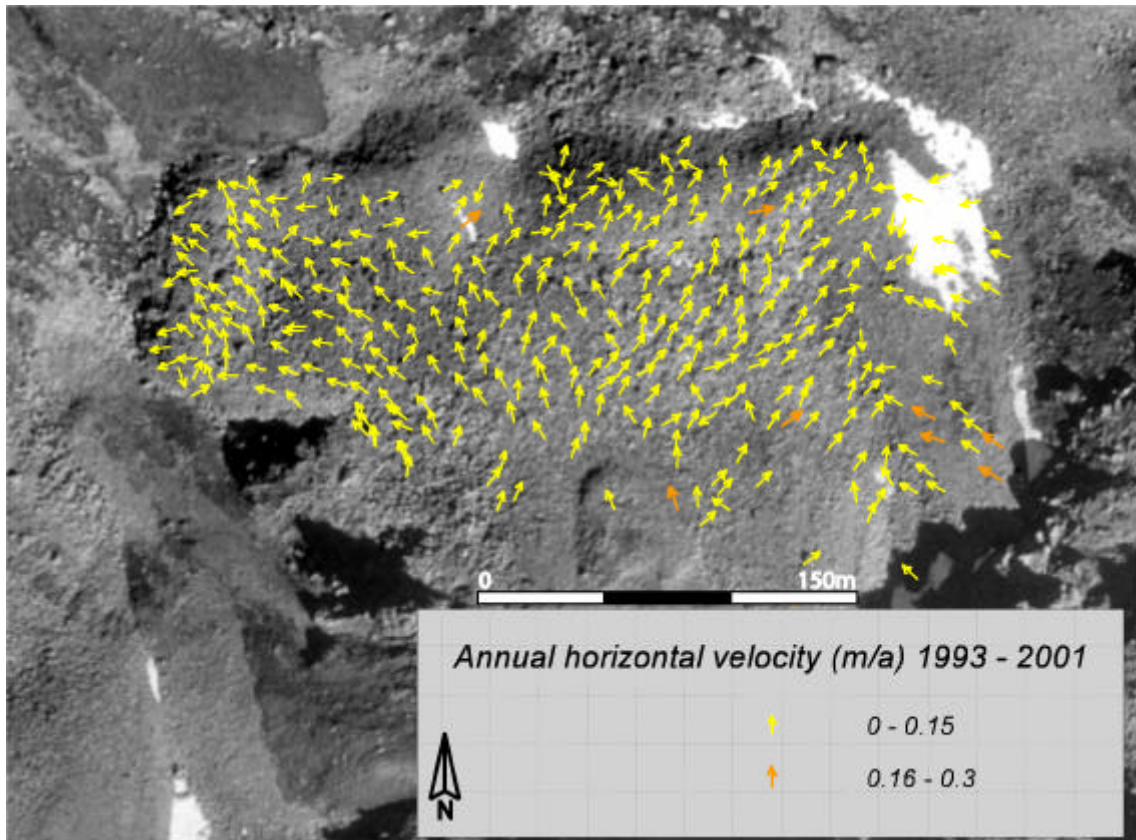 0 150m
Annual horizontal velocity (m/a) 1993 - 2001
0 - 0.15
0.16 - 0.3
N